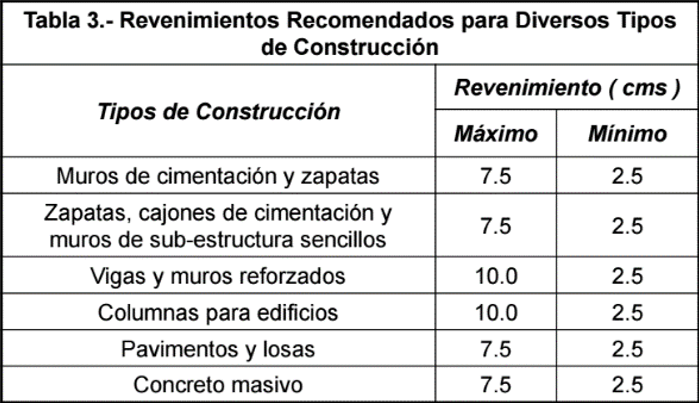 Tabla 3.- Revenimientos Recomendados para Diversos Tipos
de Construcción
Tipos de Construcción
Revenimiento ( cms )
Máximo Mínimo
Muros de cimentación y zapatas 7.5 2.5
Zapatas, cajones de cimentación y
muros de sub-estructura sencillos 7.5 2.5
Vigas y muros reforzados 10.0 2.5
Columnas para edificios 10.0 2.5
Pavimentos y losas 7.5 2.5
Concreto masivo 7.5 2.5